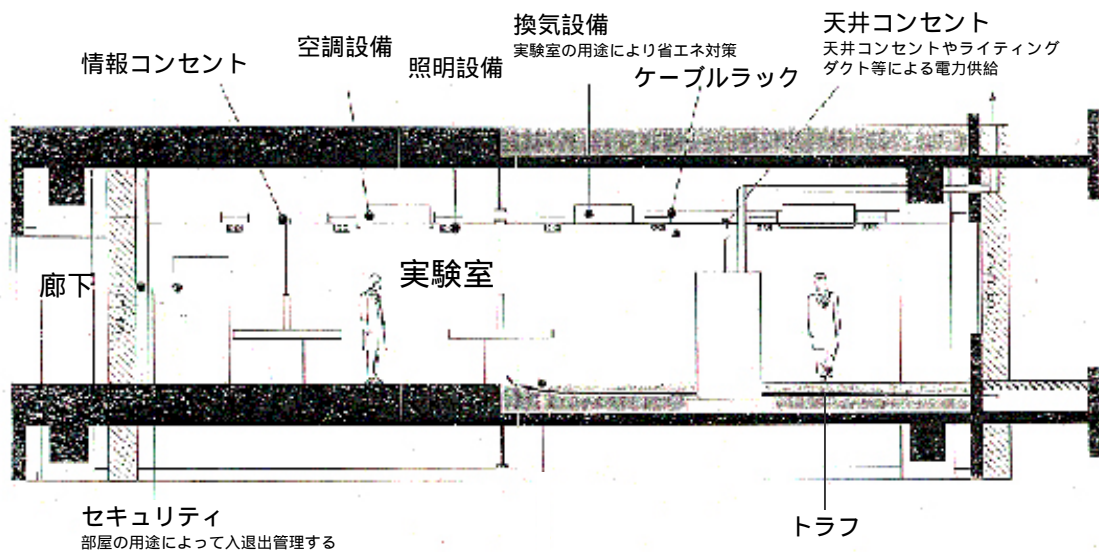 換気設備
実験室の用途により省エネ対策
天井コンセント
天井コンセントやライティング
ダクト等による電力供給
空調設備
情報コンセント
照明設備
ケーブルラック
廊下
実験室
セキュリティ
部屋の用途によって入退出管理する
トラフ